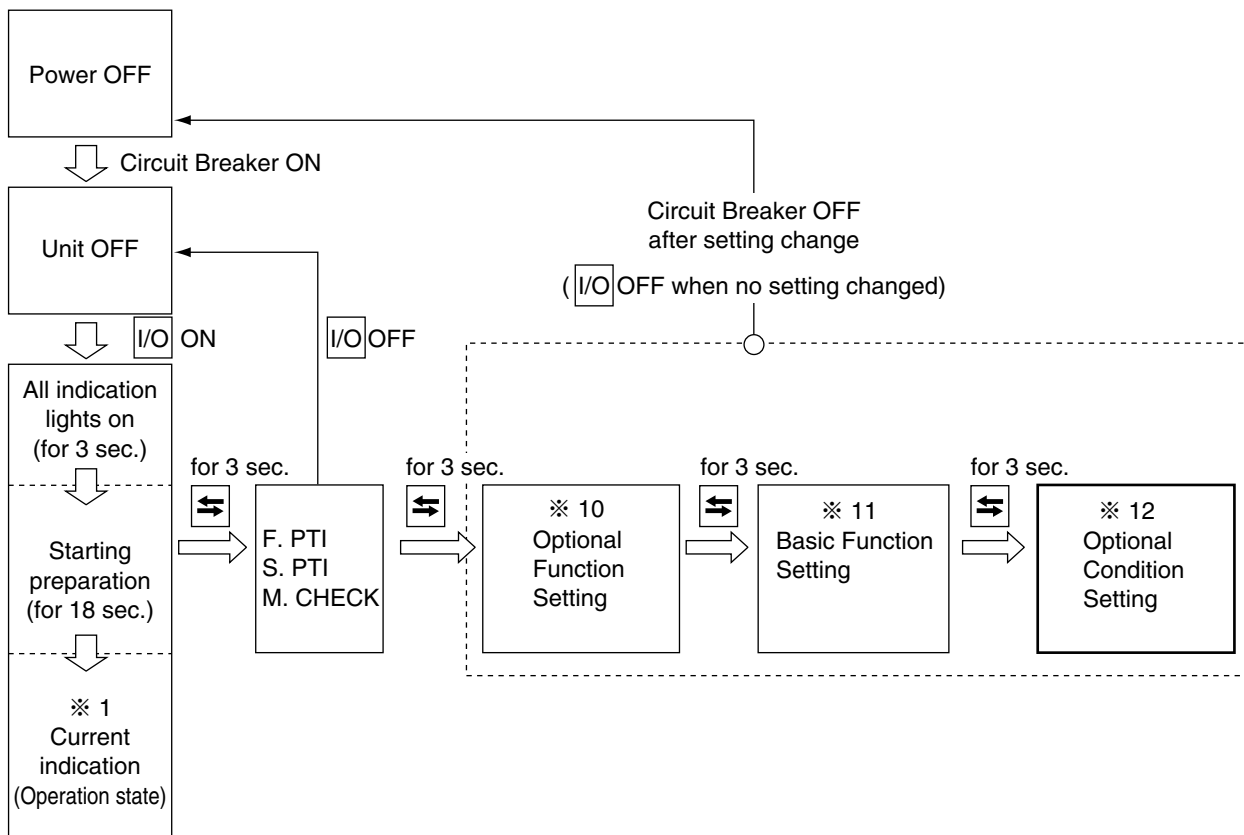 Power OFF
Circuit Breaker ON
Unit OFF
Circuit Breaker OFF
after setting change
( I/O OFF when no setting changed)
I/O ON
I/O OFF
All indication
lights on
(for 3 sec.)
for 3 sec.
for 3 sec.
for 3 sec.
for 3 sec.
Starting
preparation
(for 18 sec.)
F. PTI
S. PTI
M. CHECK
※ 10
Optional
Function
Setting
※ 11
Basic Function
Setting
※ 12
Optional
Condition
Setting
※ 1
Current
indication
(Operation state)